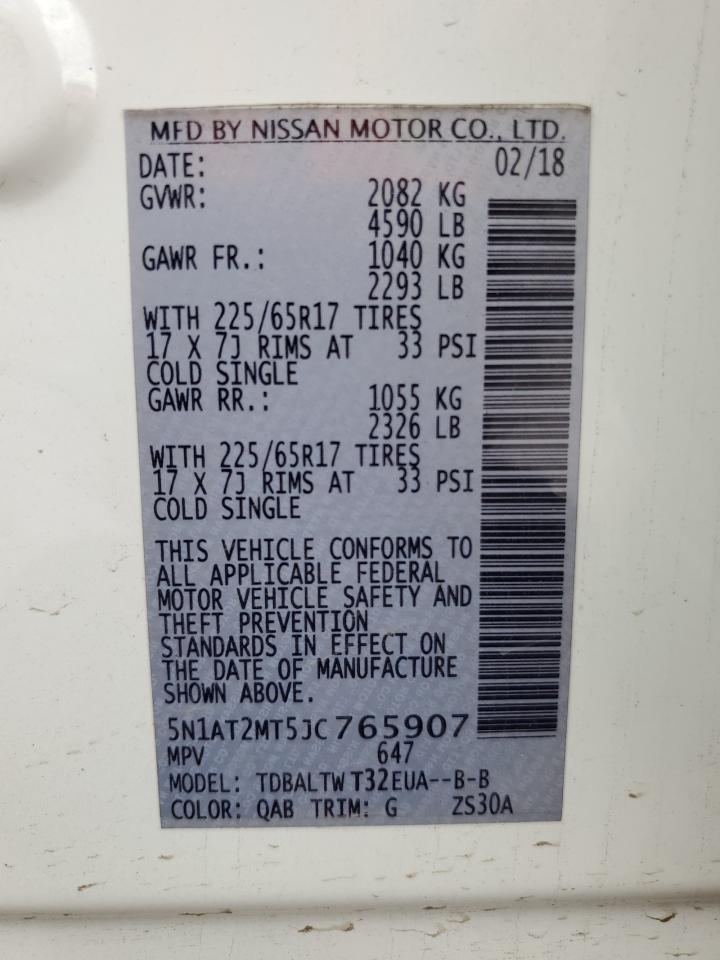 MFD BY NISSAN MOTOR CO., LTD.
DATE: 02/18
GVWR: 2082 KG
4590 LB
GAWR FR.: 1040 KG
2293 LB
WITH 225/65R17 TIRES
17 X 7J RIMS AT 33 PSI
COLD SINGLE
GAWR RR.: 1055 KG
2326 LB
WITH 225/65R17 TIRES
17 X 7J RIMS AT 33 PSI
COLD SINGLE
THIS VEHICLE CONFORMS TO
ALL APPLICABLE FEDERAL
MOTOR VEHICLE SAFETY AND
THEFT PREVENTION
STANDARDS IN EFFECT ON
THE DATE OF MANUFACTURE
SHOWN ABOVE.
5N1AT2MT5JC765907
MPV 647
MODEL: TDBALTW T32EUA--B-B
COLOR: QAB TRIM: G ZS30A